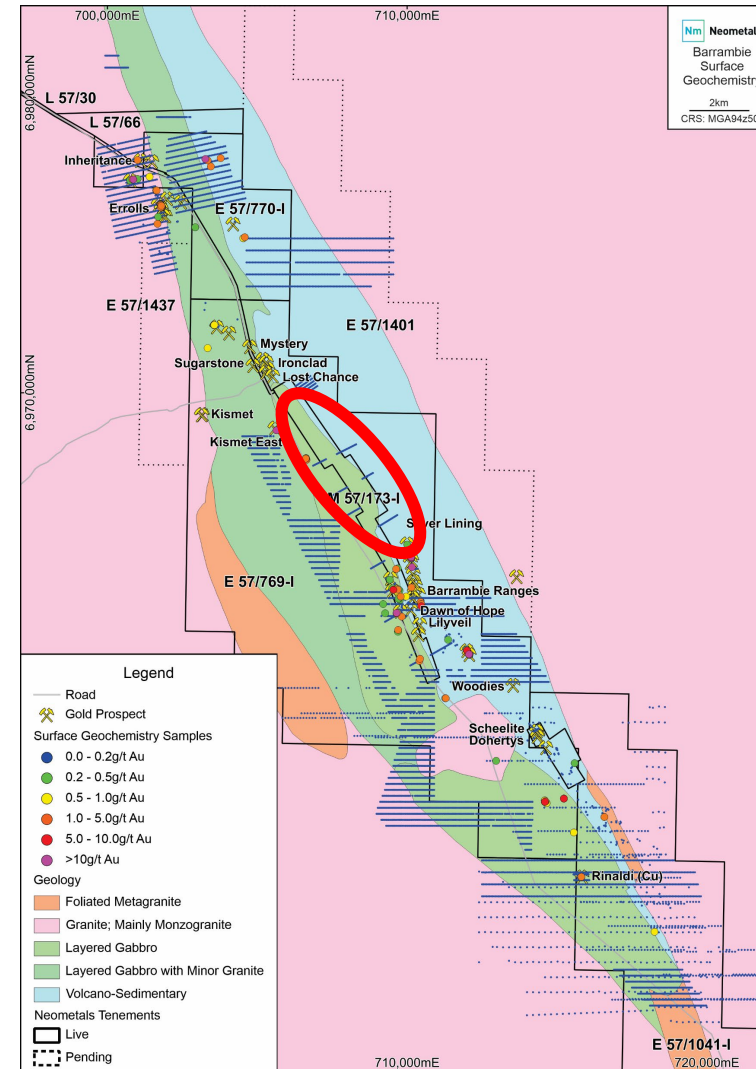 700,000mE
710,000mE
Nm Neometal
Barrambie
Surface
Geochemistry
2km
CRS: MGA94z50
6,980,000mN
L 57/30
L 57/66
Inheritance
Errolls
E 57/770-I
E 57/1437
E 57/1401
Mystery
Sugarstone
Ironclad
Lost Chance
6,970,000mN
Kismet
Kismet East
M 57/173-I
Silver Lining
E 57/769-I
Barrambie Ranges
Dawn of Hope
Lilyveil
Woodies
Scheelite
Dohertys
Rinaldi (Cu)
E 57/1041-I
710,000mE
720,000mE
Legend
Road
Gold Prospect
Surface Geochemistry Samples
0.0 - 0.2g/t Au
0.2 - 0.5g/t Au
0.5 - 1.0g/t Au
1.0 - 5.0g/t Au
5.0 - 10.0g/t Au
>10g/t Au
Geology
Foliated Metagranite
Granite; Mainly Monzogranite
Layered Gabbro
Layered Gabbro with Minor Granite
Volcano-Sedimentary
Neometals Tenements
Live
Pending